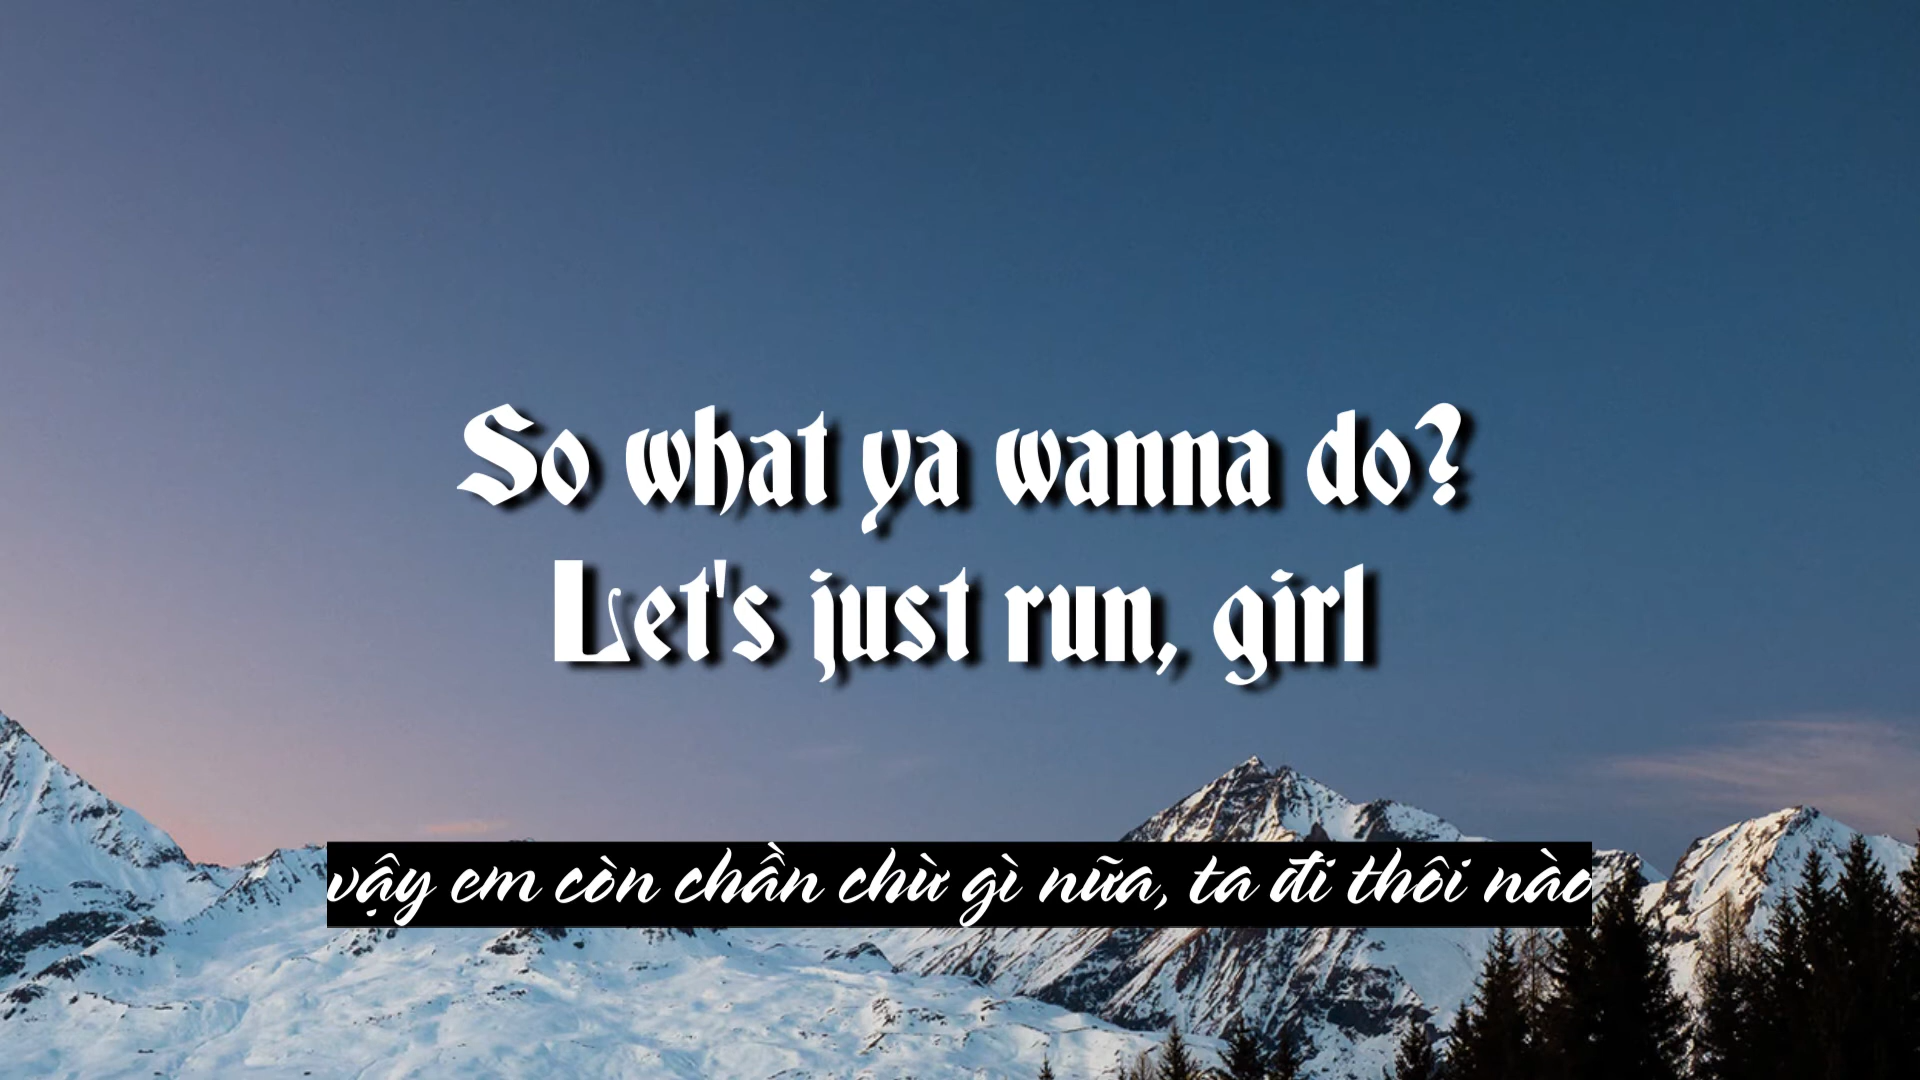 So what ya wanna do?
Let's just run, girl
vậy em còn chần chừ gì nữa, ta đi thôi nào